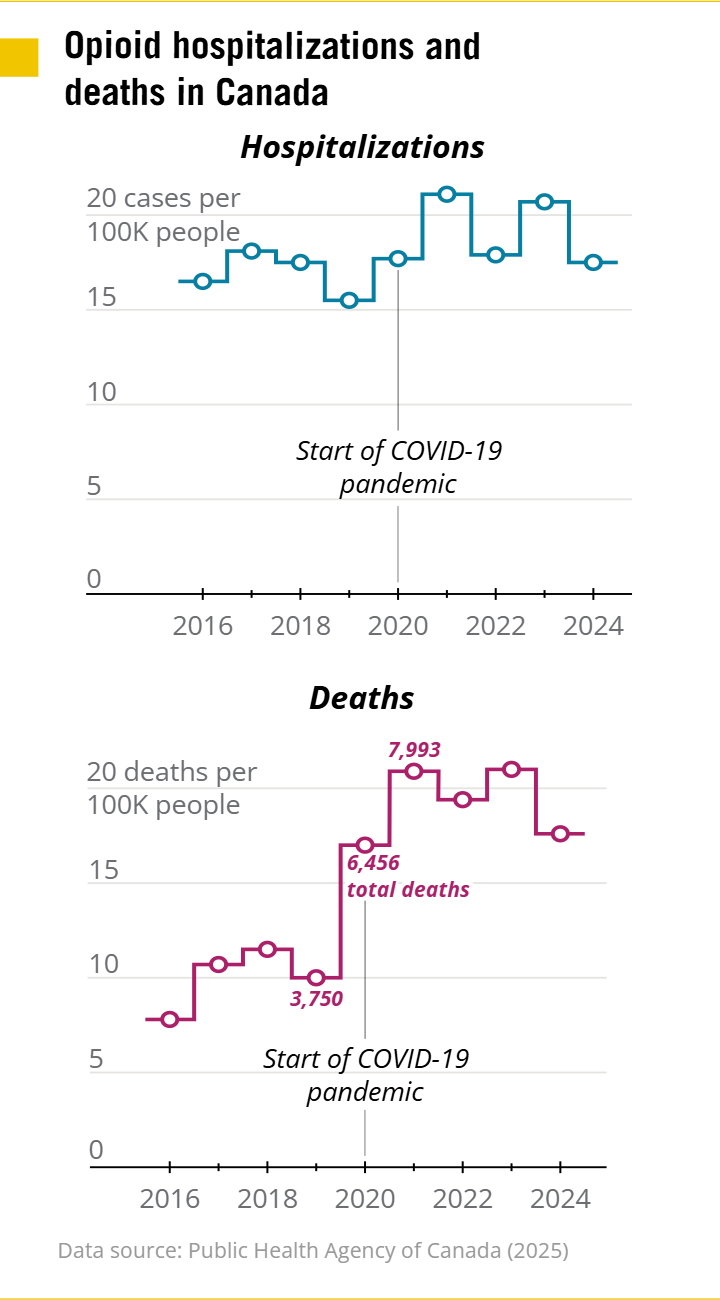 Opioid hospitalizations and
deaths in Canada
Hospitalizations
20 cases per
100K people
15
10
Start of COVID-19
pandemic
5
0
2016 2018 2020 2022 2024
Deaths
7,993
20 deaths per
100K people
6,456
total deaths
15
10
3,750
Start of COVID-19
pandemic
5
0
2016 2018 2020 2022 2024
Data source: Public Health Agency of Canada (2025)